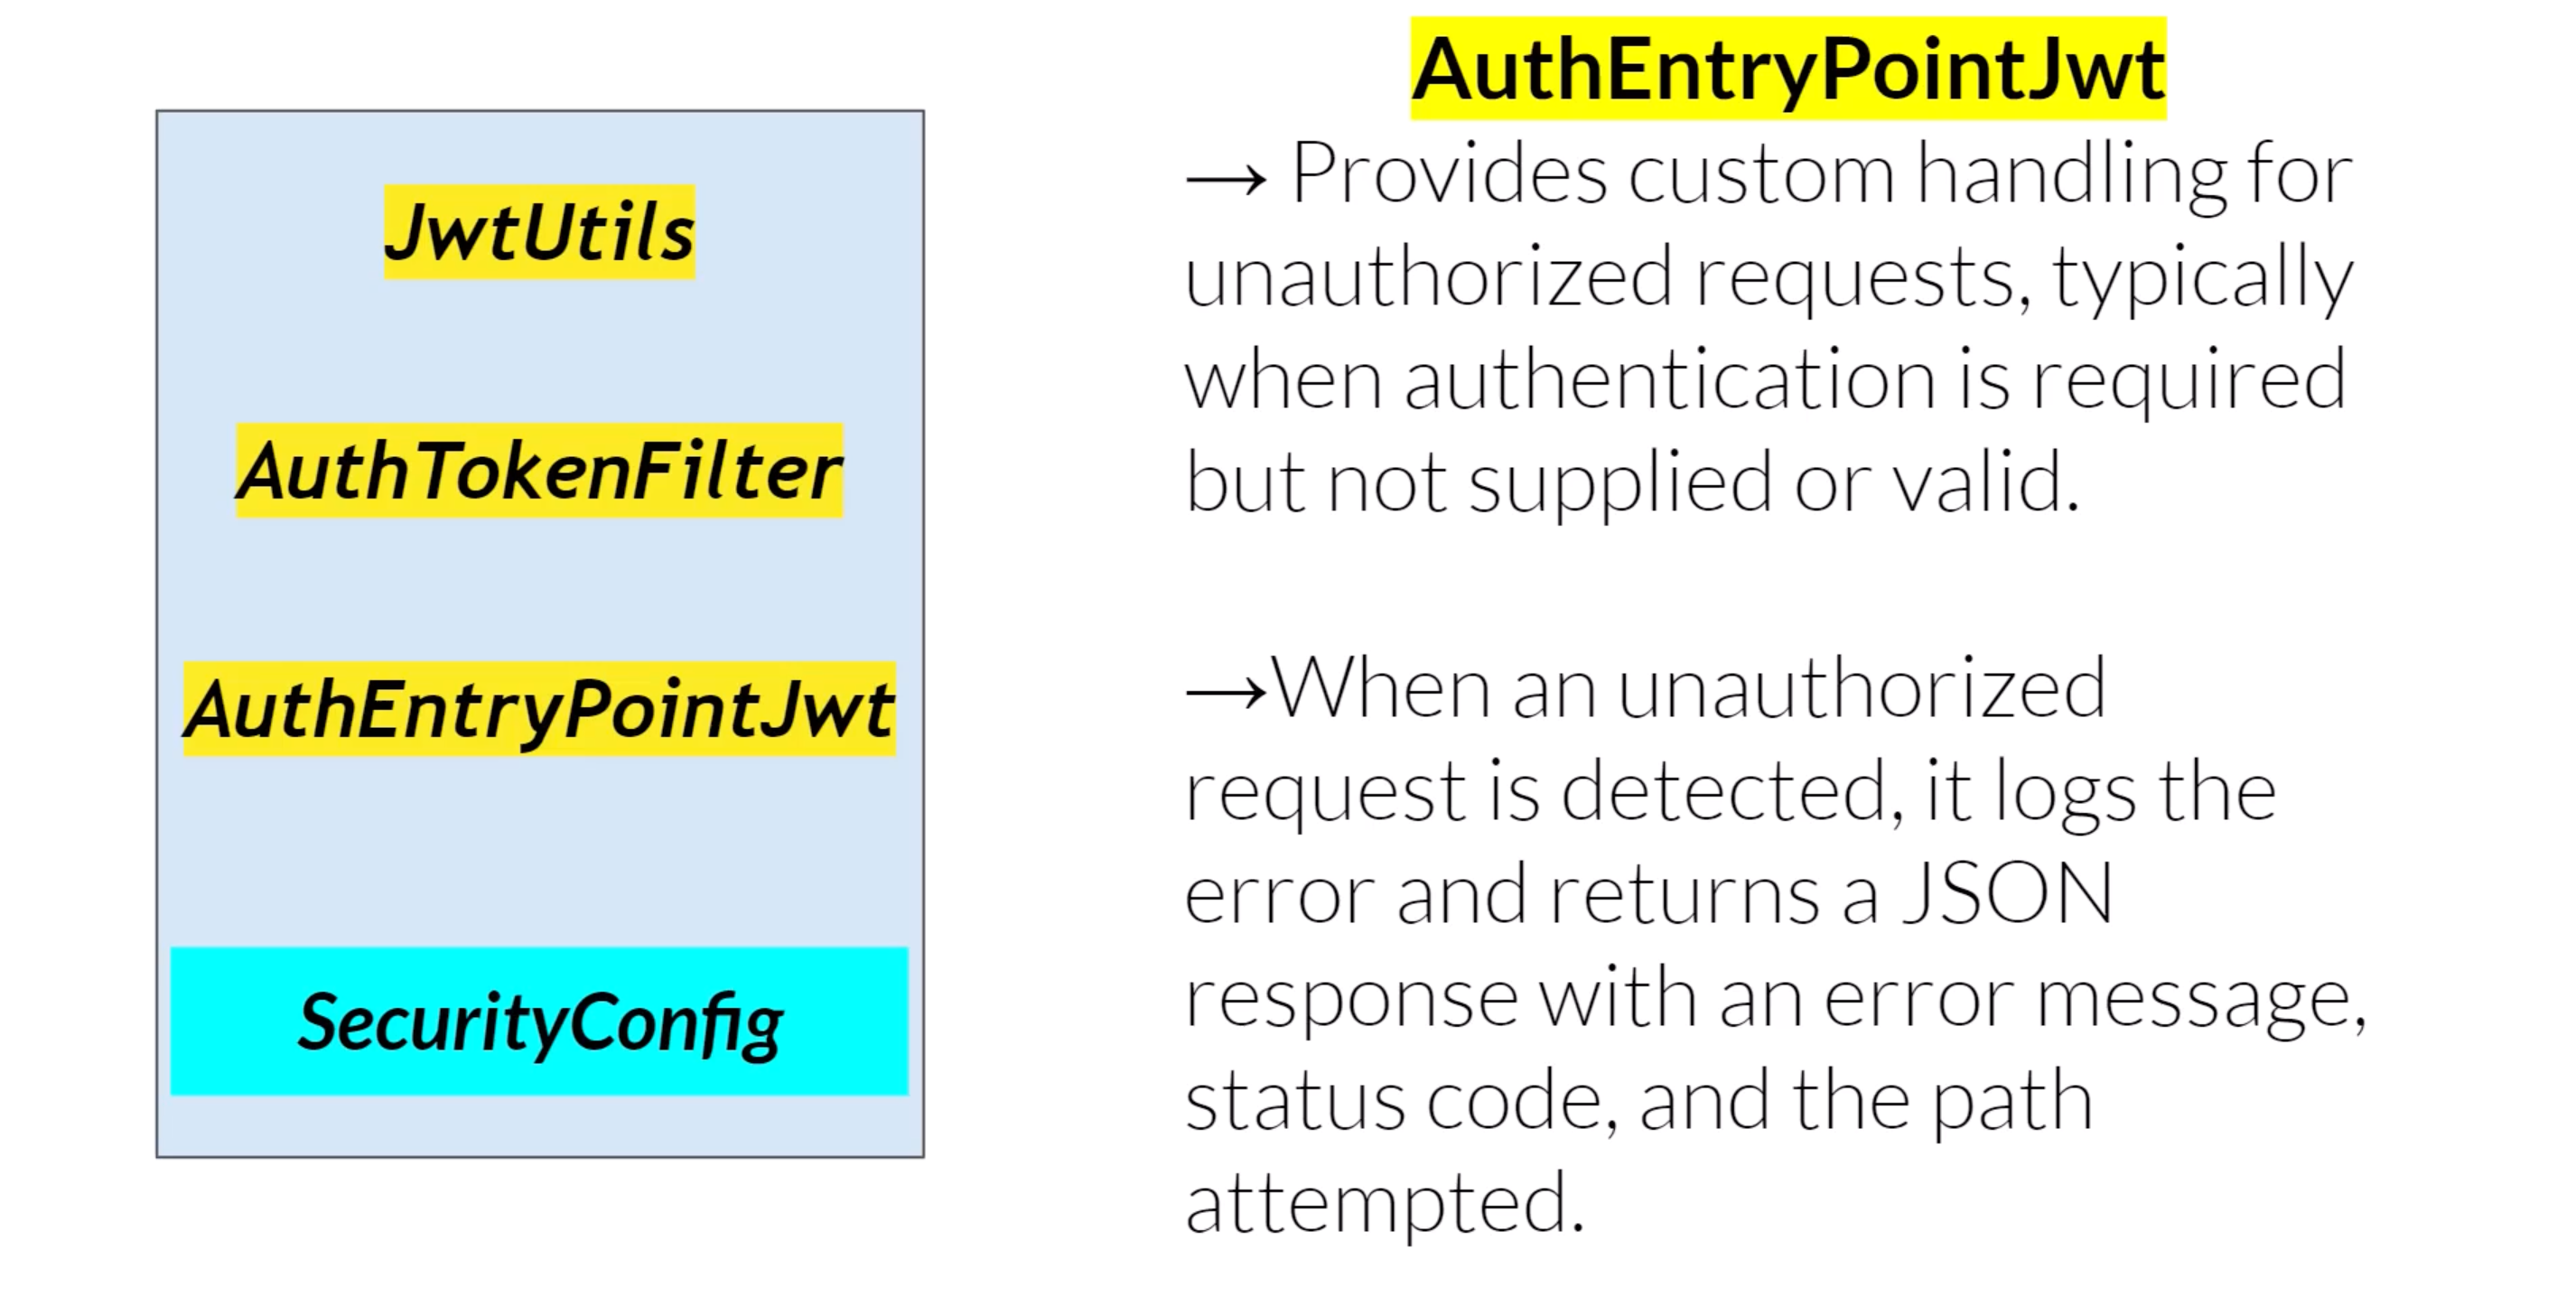 JwtUtils
AuthTokenFilter
AuthEntryPointJwt
SecurityConfig
AuthEntryPointJwt
→ Provides custom handling for
unauthorized requests, typically
when authentication is required
but not supplied or valid.
→When an unauthorized
request is detected, it logs the
error and returns a JSON
response with an error message,
status code, and the path
attempted.